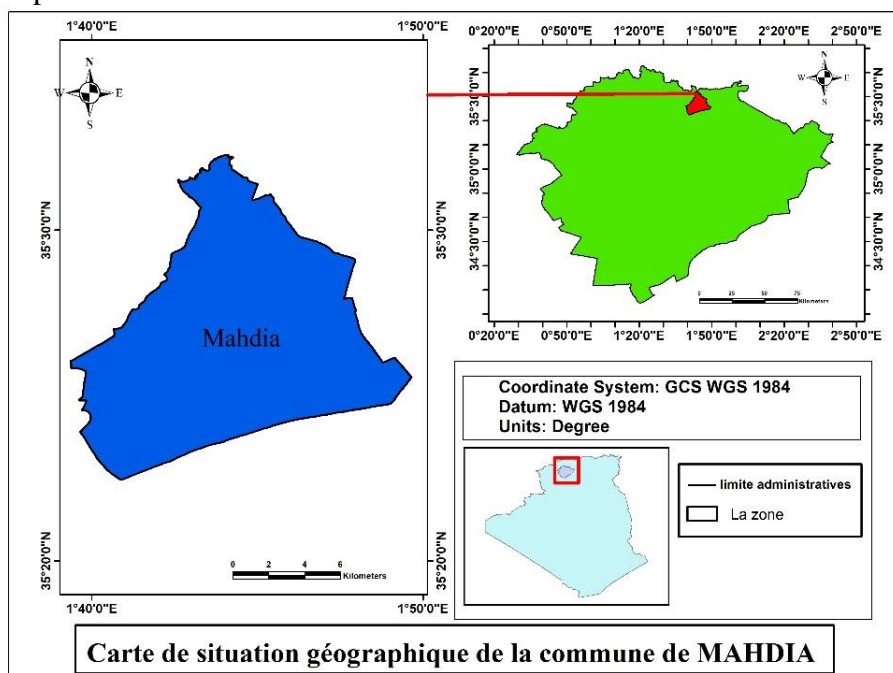 1°40'0"E 1°50'0"E
N
W E
S
35°30'0"N 35°30'0"N
Mahdia
35°20'0"N 35°20'0"N
0 2 4 6
Kilometers
1°40'0"E 1°50'0"E
0°20'0"E 0°50'0"E 1°20'0"E 1°50'0"E 2°20'0"E 2°50'0"E
N
W E
S
35°30'0"N 35°30'0"N
35°0'0"N 35°0'0"N
34°30'0"N 34°30'0"N
0 25 50 75
Kilometers
0°20'0"E 0°50'0"E 1°20'0"E 1°50'0"E 2°20'0"E 2°50'0"E
Coordinate System: GCS WGS 1984
Datum: WGS 1984
Units: Degree
limite administratives
La zone
Carte de situation géographique de la commune de MAHDIA